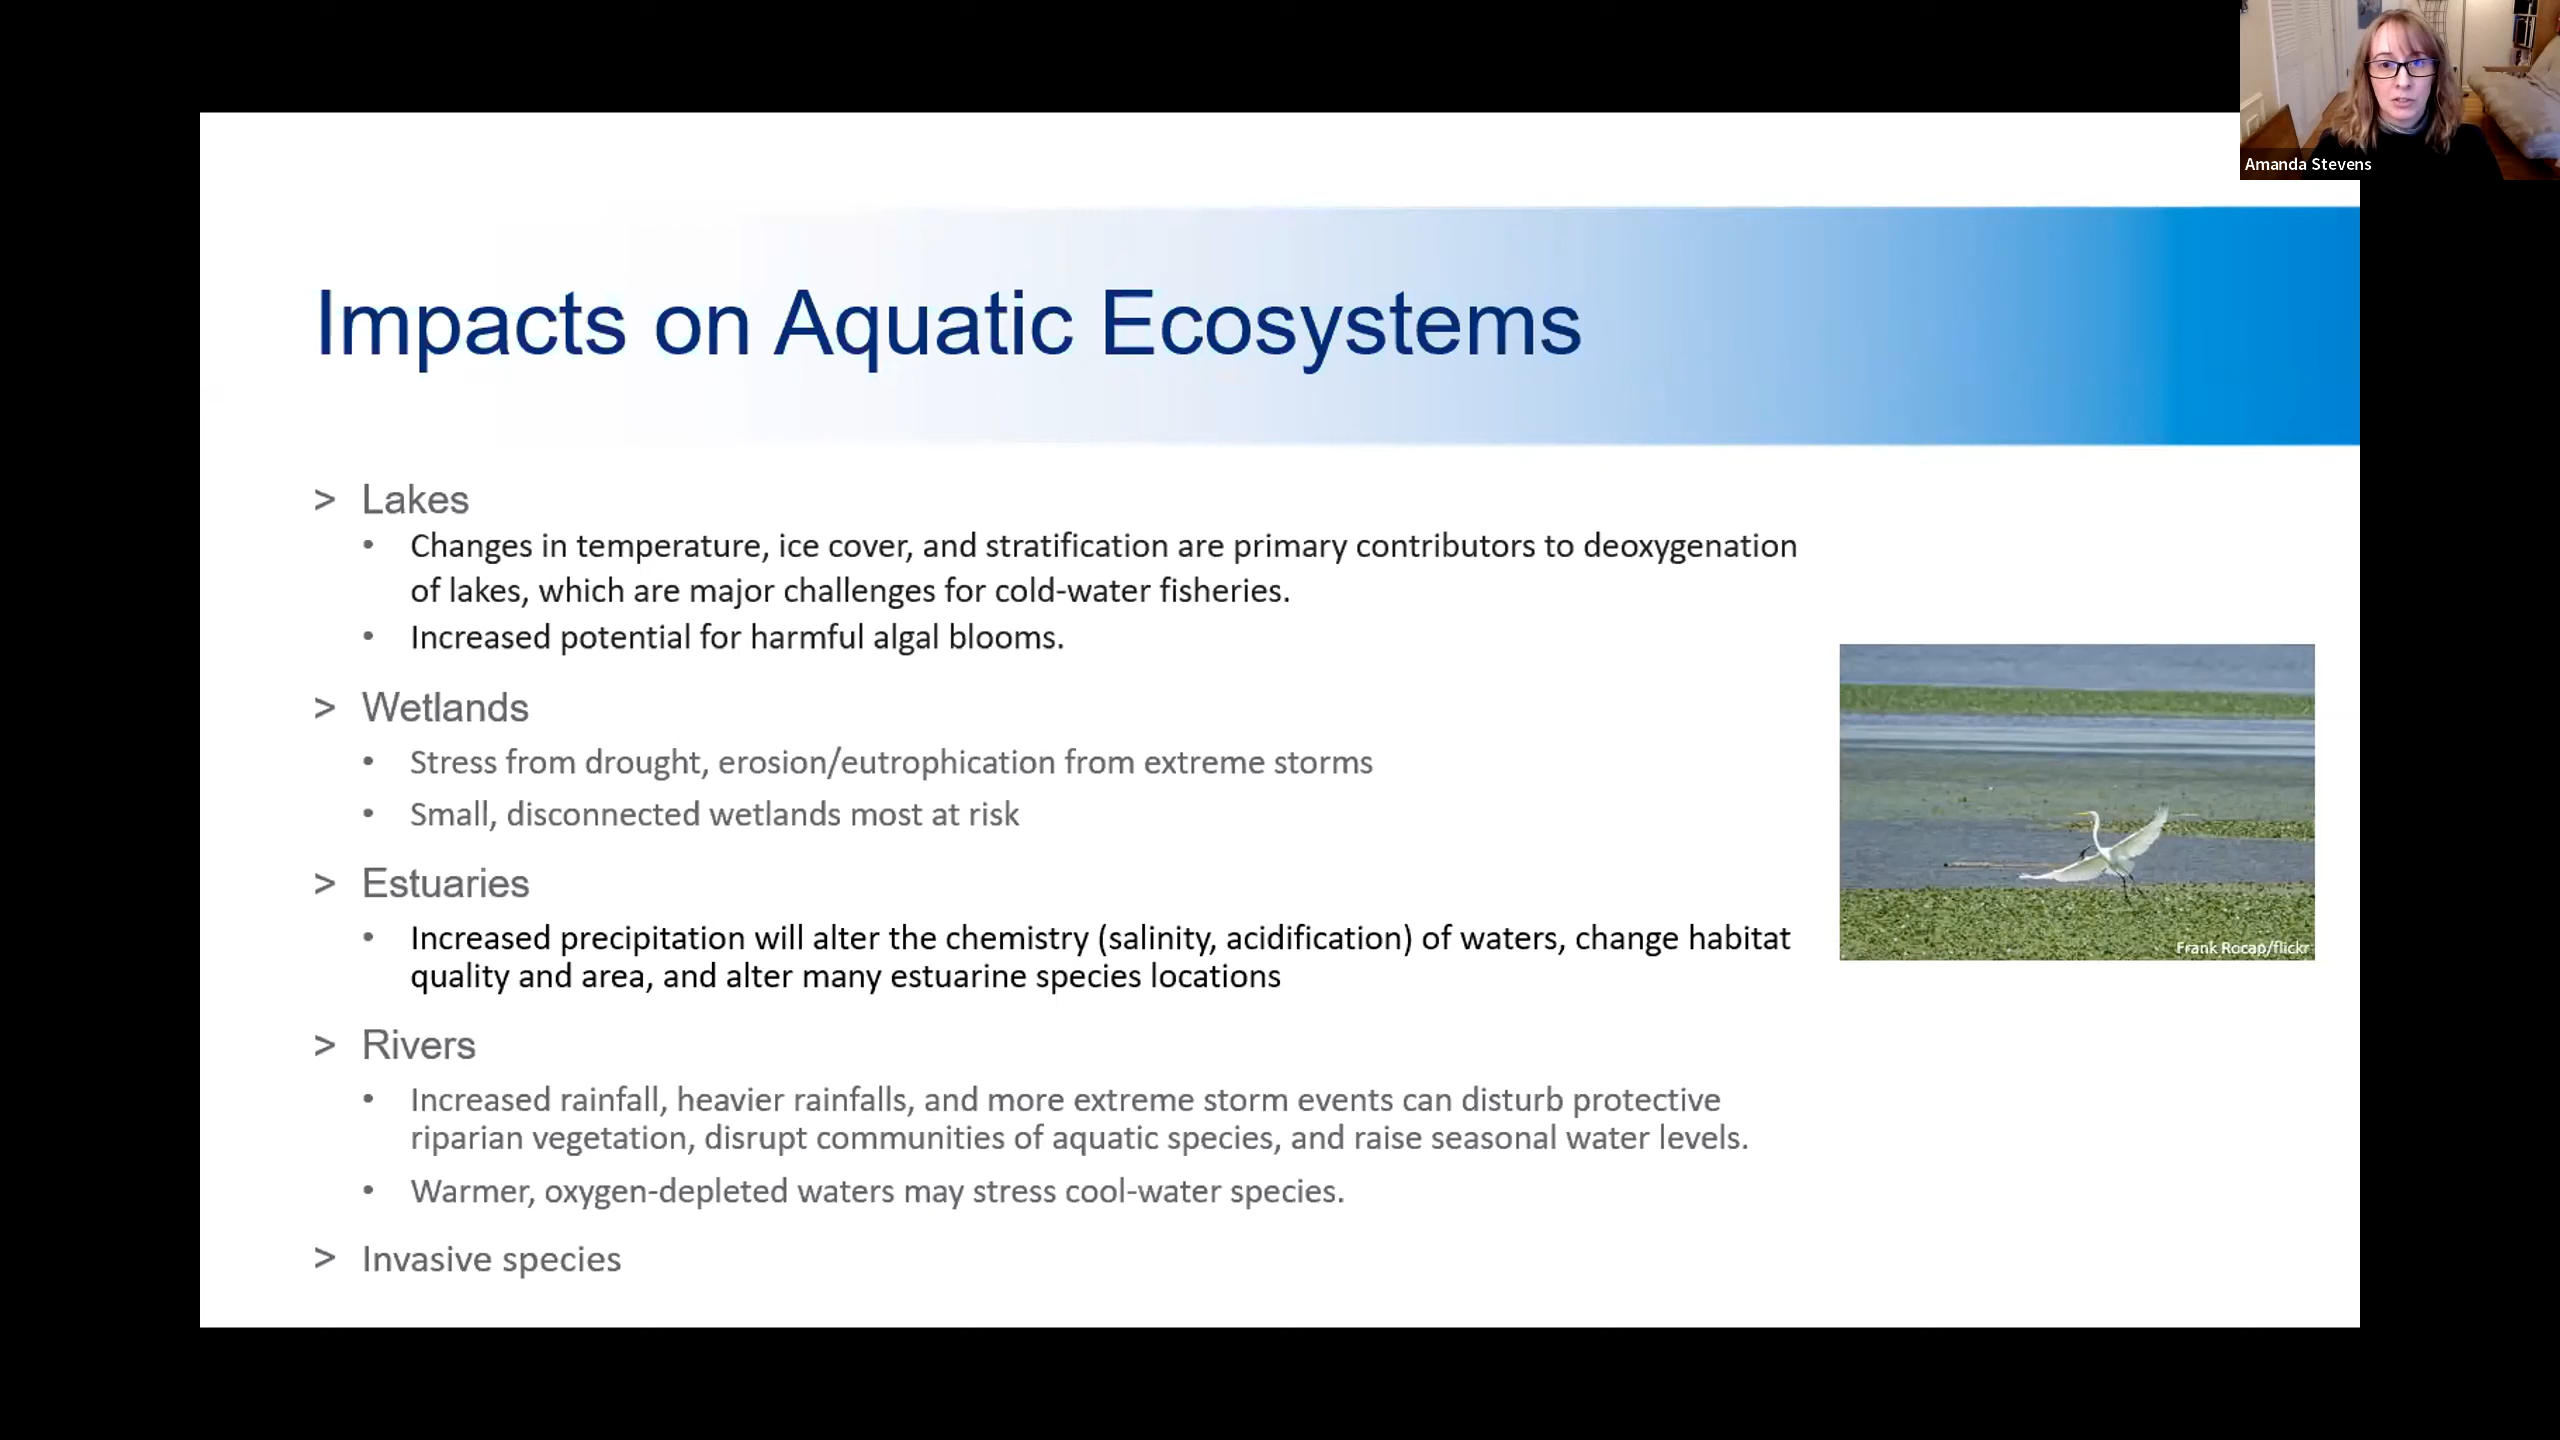 Amanda Stevens
Impacts on Aquatic Ecosystems
> Lakes
• Changes in temperature, ice cover, and stratification are primary contributors to deoxygenation
of lakes, which are major challenges for cold-water fisheries.
• Increased potential for harmful algal blooms.
> Wetlands
• Stress from drought, erosion/eutrophication from extreme storms
• Small, disconnected wetlands most at risk
> Estuaries
• Increased precipitation will alter the chemistry (salinity, acidification) of waters, change habitat
quality and area, and alter many estuarine species locations
> Rivers
• Increased rainfall, heavier rainfalls, and more extreme storm events can disturb protective
riparian vegetation, disrupt communities of aquatic species, and raise seasonal water levels.
• Warmer, oxygen-depleted waters may stress cool-water species.
> Invasive species
Frank Rocap/flickr